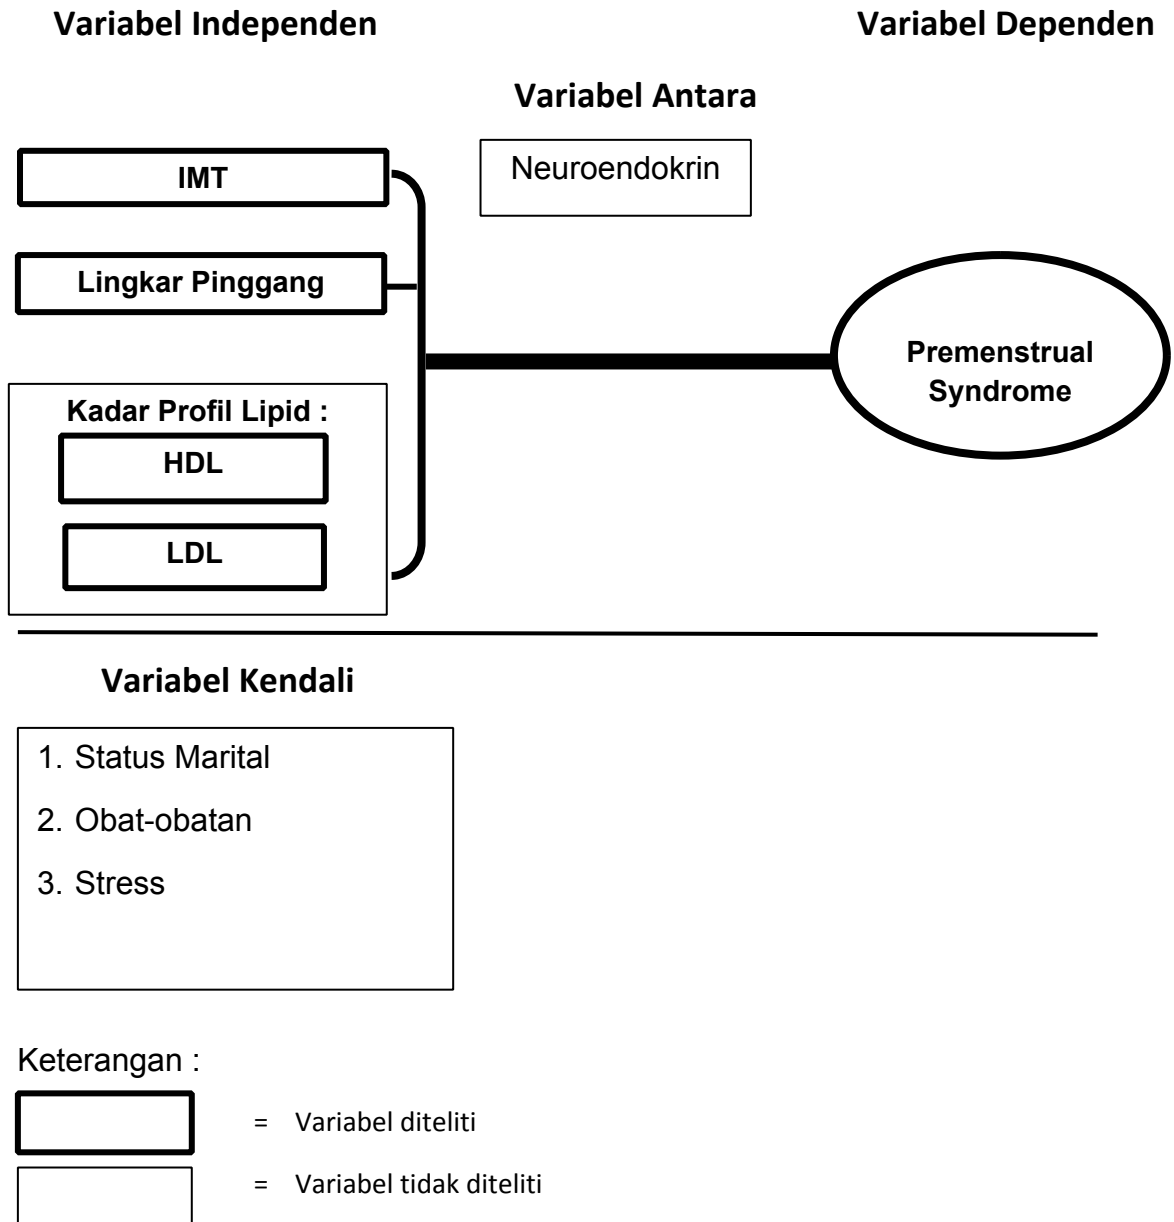 Variabel Independen
Variabel Dependen
Variabel Antara
Neuroendokrin
IMT
Lingkar Pinggang
Premenstrual
Syndrome
Kadar Profil Lipid :
HDL
LDL
Variabel Kendali
1. Status Marital
2. Obat-obatan
3. Stress
Keterangan :
= Variabel diteliti
= Variabel tidak diteliti